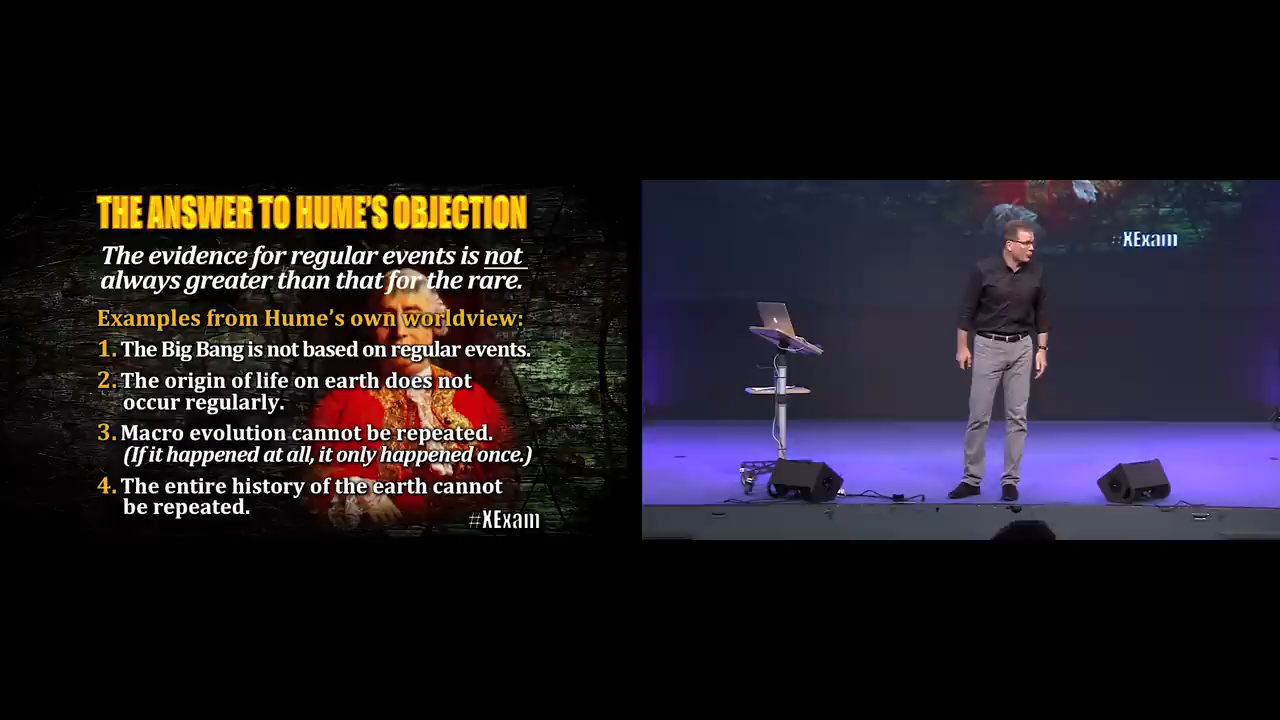 THE ANSWER TO HUME'S OBJECTION
The evidence for regular events is not
always greater than that for the rare.
Examples from Hume's own worldview:
1. The Big Bang is not based on regular events.
2. The origin of life on earth does not
occur regularly.
3. Macro evolution cannot be repeated.
(If it happened at all, it only happened once.)
4. The entire history of the earth cannot
be repeated.
#XExam
#XExam